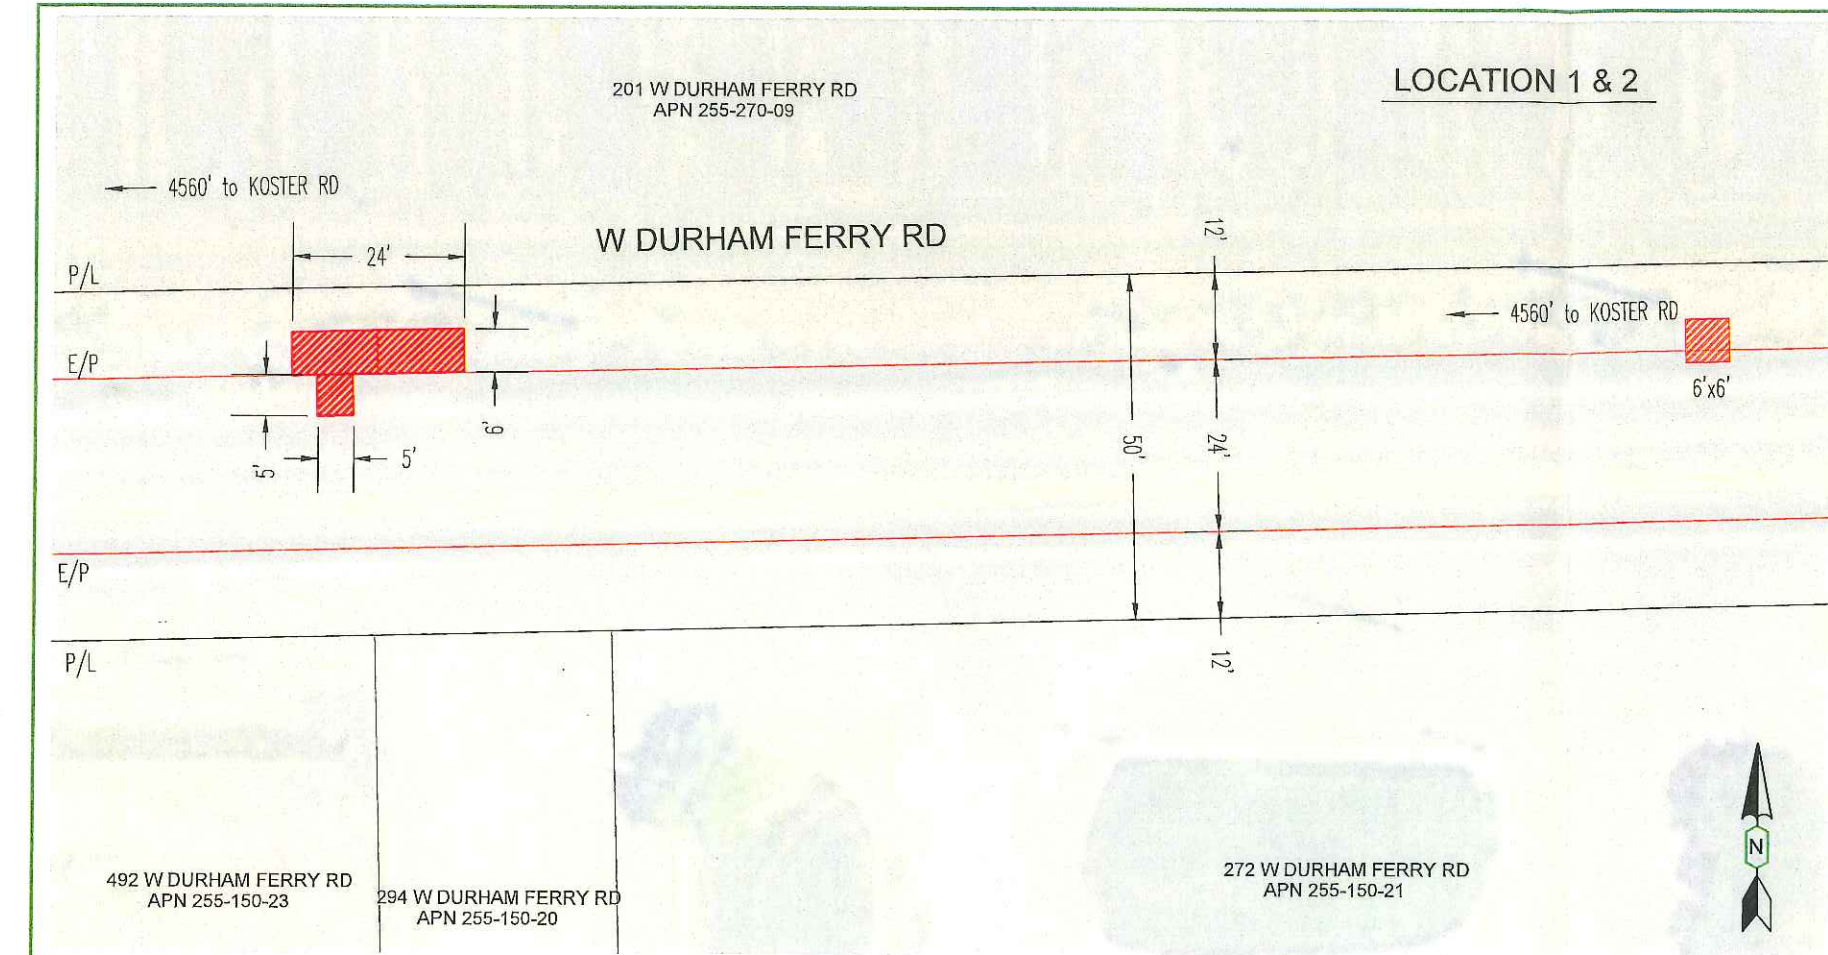 LOCATION 1 & 2
201 W DURHAM FERRY RD
APN 255-270-09
4560' to KOSTER RD
W DURHAM FERRY RD
12'
24'
P/L
4560' to KOSTER RD
E/P
6'x6'
6'
5'
5'
50'
24'
E/P
P/L
12'
492 W DURHAM FERRY RD
APN 255-150-23
294 W DURHAM FERRY RD
APN 255-150-20
272 W DURHAM FERRY RD
APN 255-150-21
N